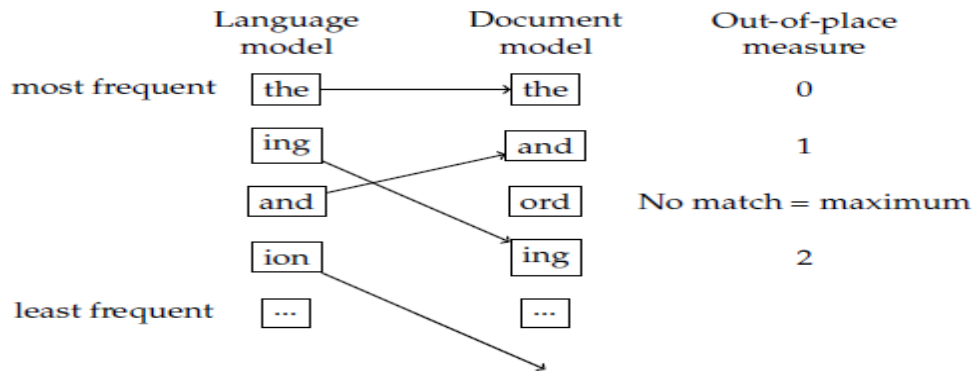 Language Document Out-of-place
model model measure
most frequent the the 0
ing and 1
and ord No match = maximum
ion ing 2
least frequent ... ...